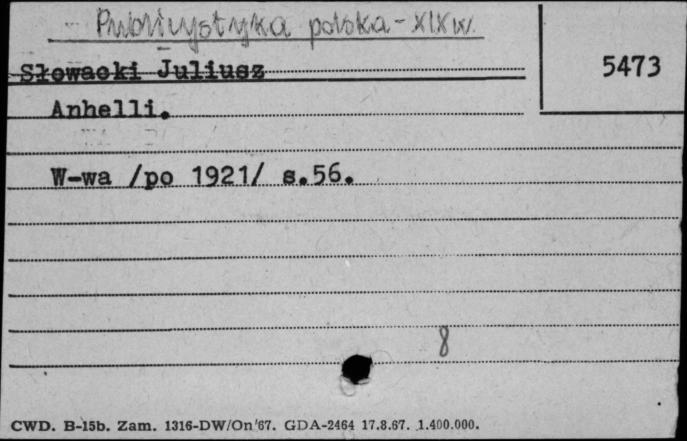 Publicystyka polska - XIX w.
Słowacki Juliusz
5473
Anhelli.
W-wa /po 1921/ s.56.
8
CWD. B-15b. Zam. 1316-DW/On/67. GDA-2464 17.8.67. 1.400.000.